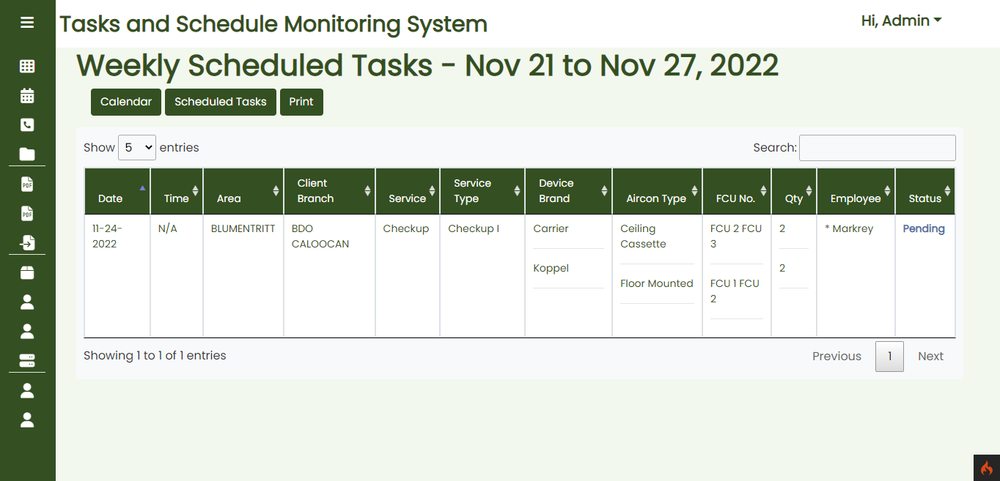 Tasks and Schedule Monitoring System
Hi, Admin
Weekly Scheduled Tasks - Nov 21 to Nov 27, 2022
Calendar Scheduled Tasks Print
Show 5 entries Search:
Date Time Area Client Branch Service Service Type Device Brand Aircon Type FCU No. Qty Employee Status
11-24-2022 N/A BLUMENTRITT BDO CALOOCAN Checkup Checkup I Carrier Ceiling Cassette FCU 2 FCU 3 2 * Markrey Pending
Koppel Floor Mounted FCU 1 FCU 2 2
Showing 1 to 1 of 1 entries
Previous 1 Next
PDF
PDF